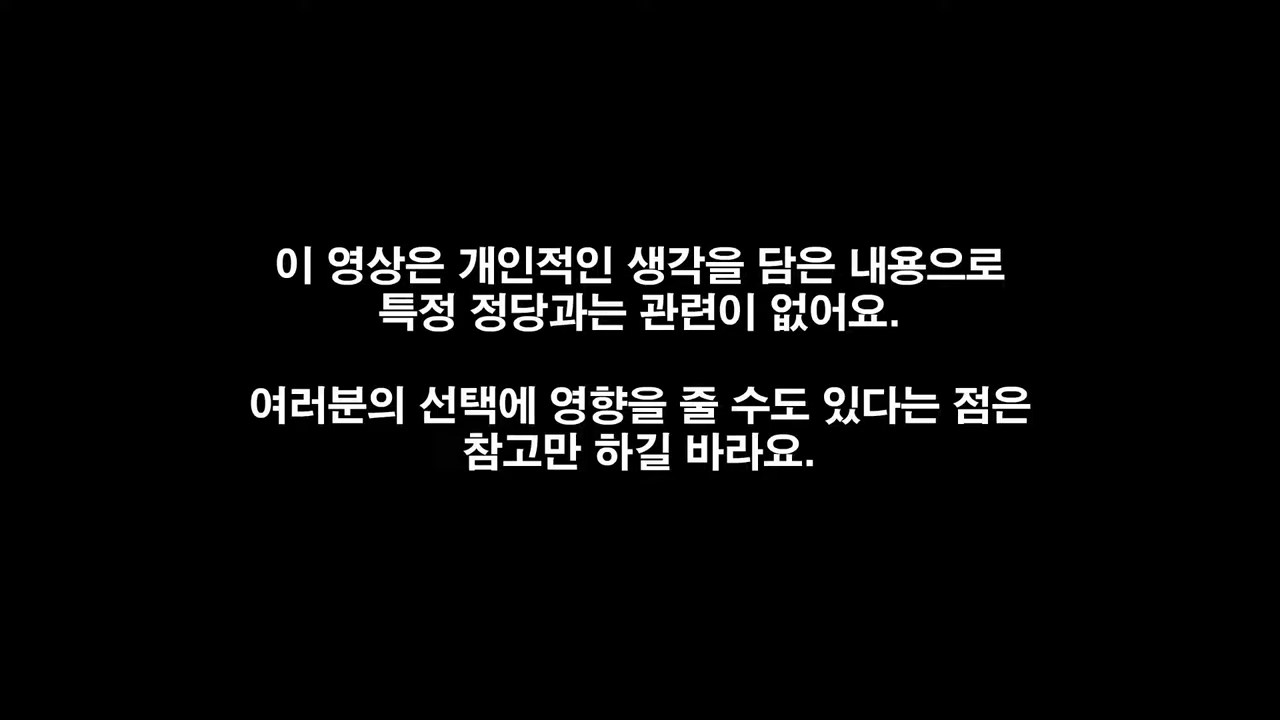 이 영상은 개인적인 생각을 담은 내용으로
특정 정당과는 관련이 없어요.
여러분의 선택에 영향을 줄 수도 있다는 점은
참고만 하길 바라요.